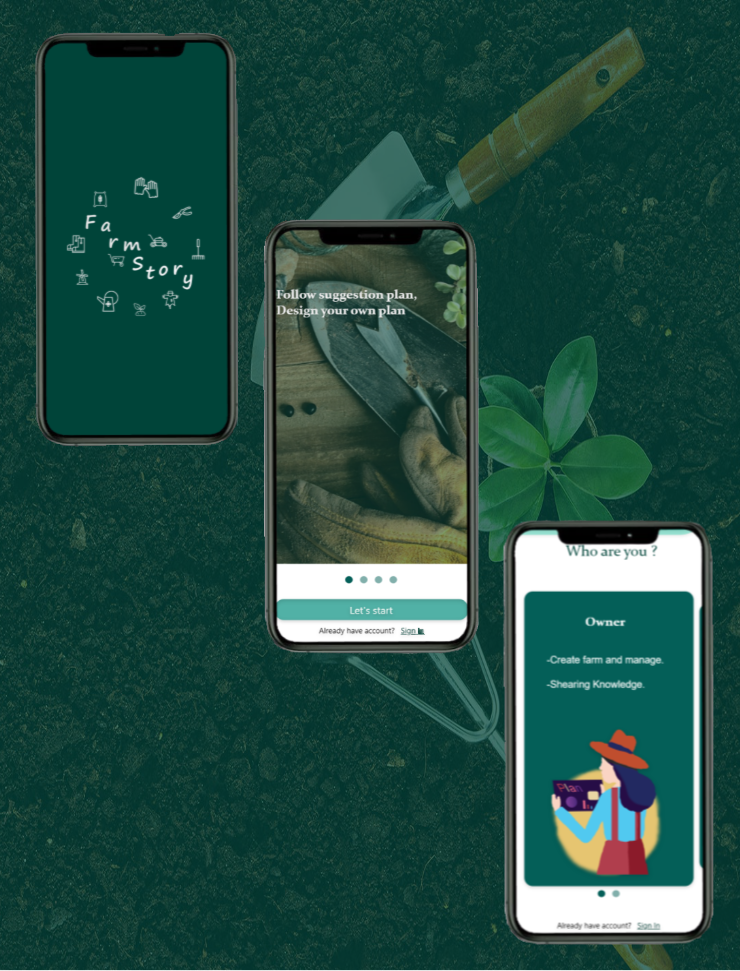 Farm
Story
Follow suggestion plan,
Design your own plan
Let's start
Already have account? Sign In
Who are you ?
Owner
-Create farm and manage.
-Shearing Knowledge.
Plan
Already have account? Sign In